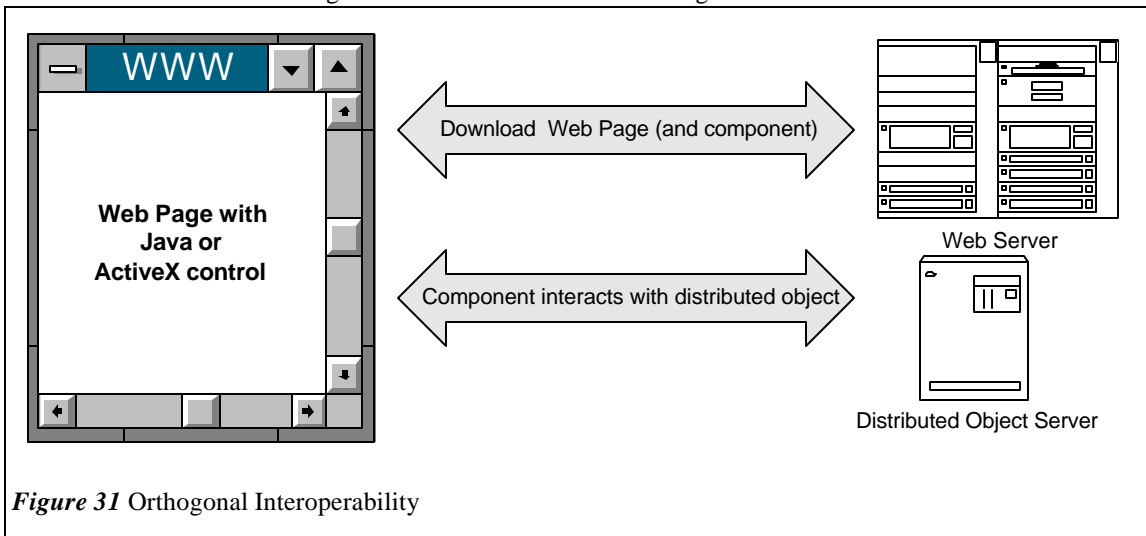 WWW
Web Page with
Java or
ActiveX control
Download Web Page (and component)
Web Server
Component interacts with distributed object
Distributed Object Server
Figure 31 Orthogonal Interoperability